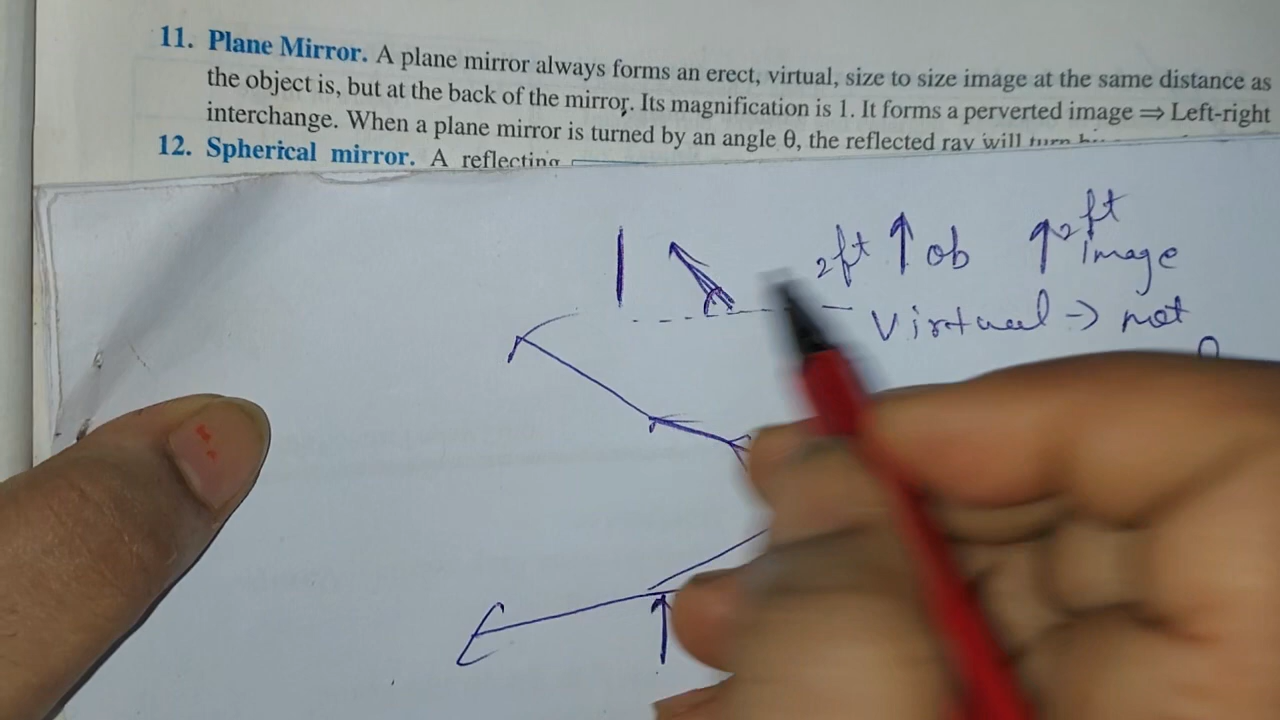 11. Plane Mirror. A plane mirror always forms an erect, virtual, size to size image at the same distance as
the object is, but at the back of the mirror. Its magnification is 1. It forms a perverted image ⇒ Left-right
interchange. When a plane mirror is turned by an angle θ, the reflected ray will turn
12. Spherical mirror. A reflecting
2ft ↑ ob ↑ 2ft
Image
Virtual → not